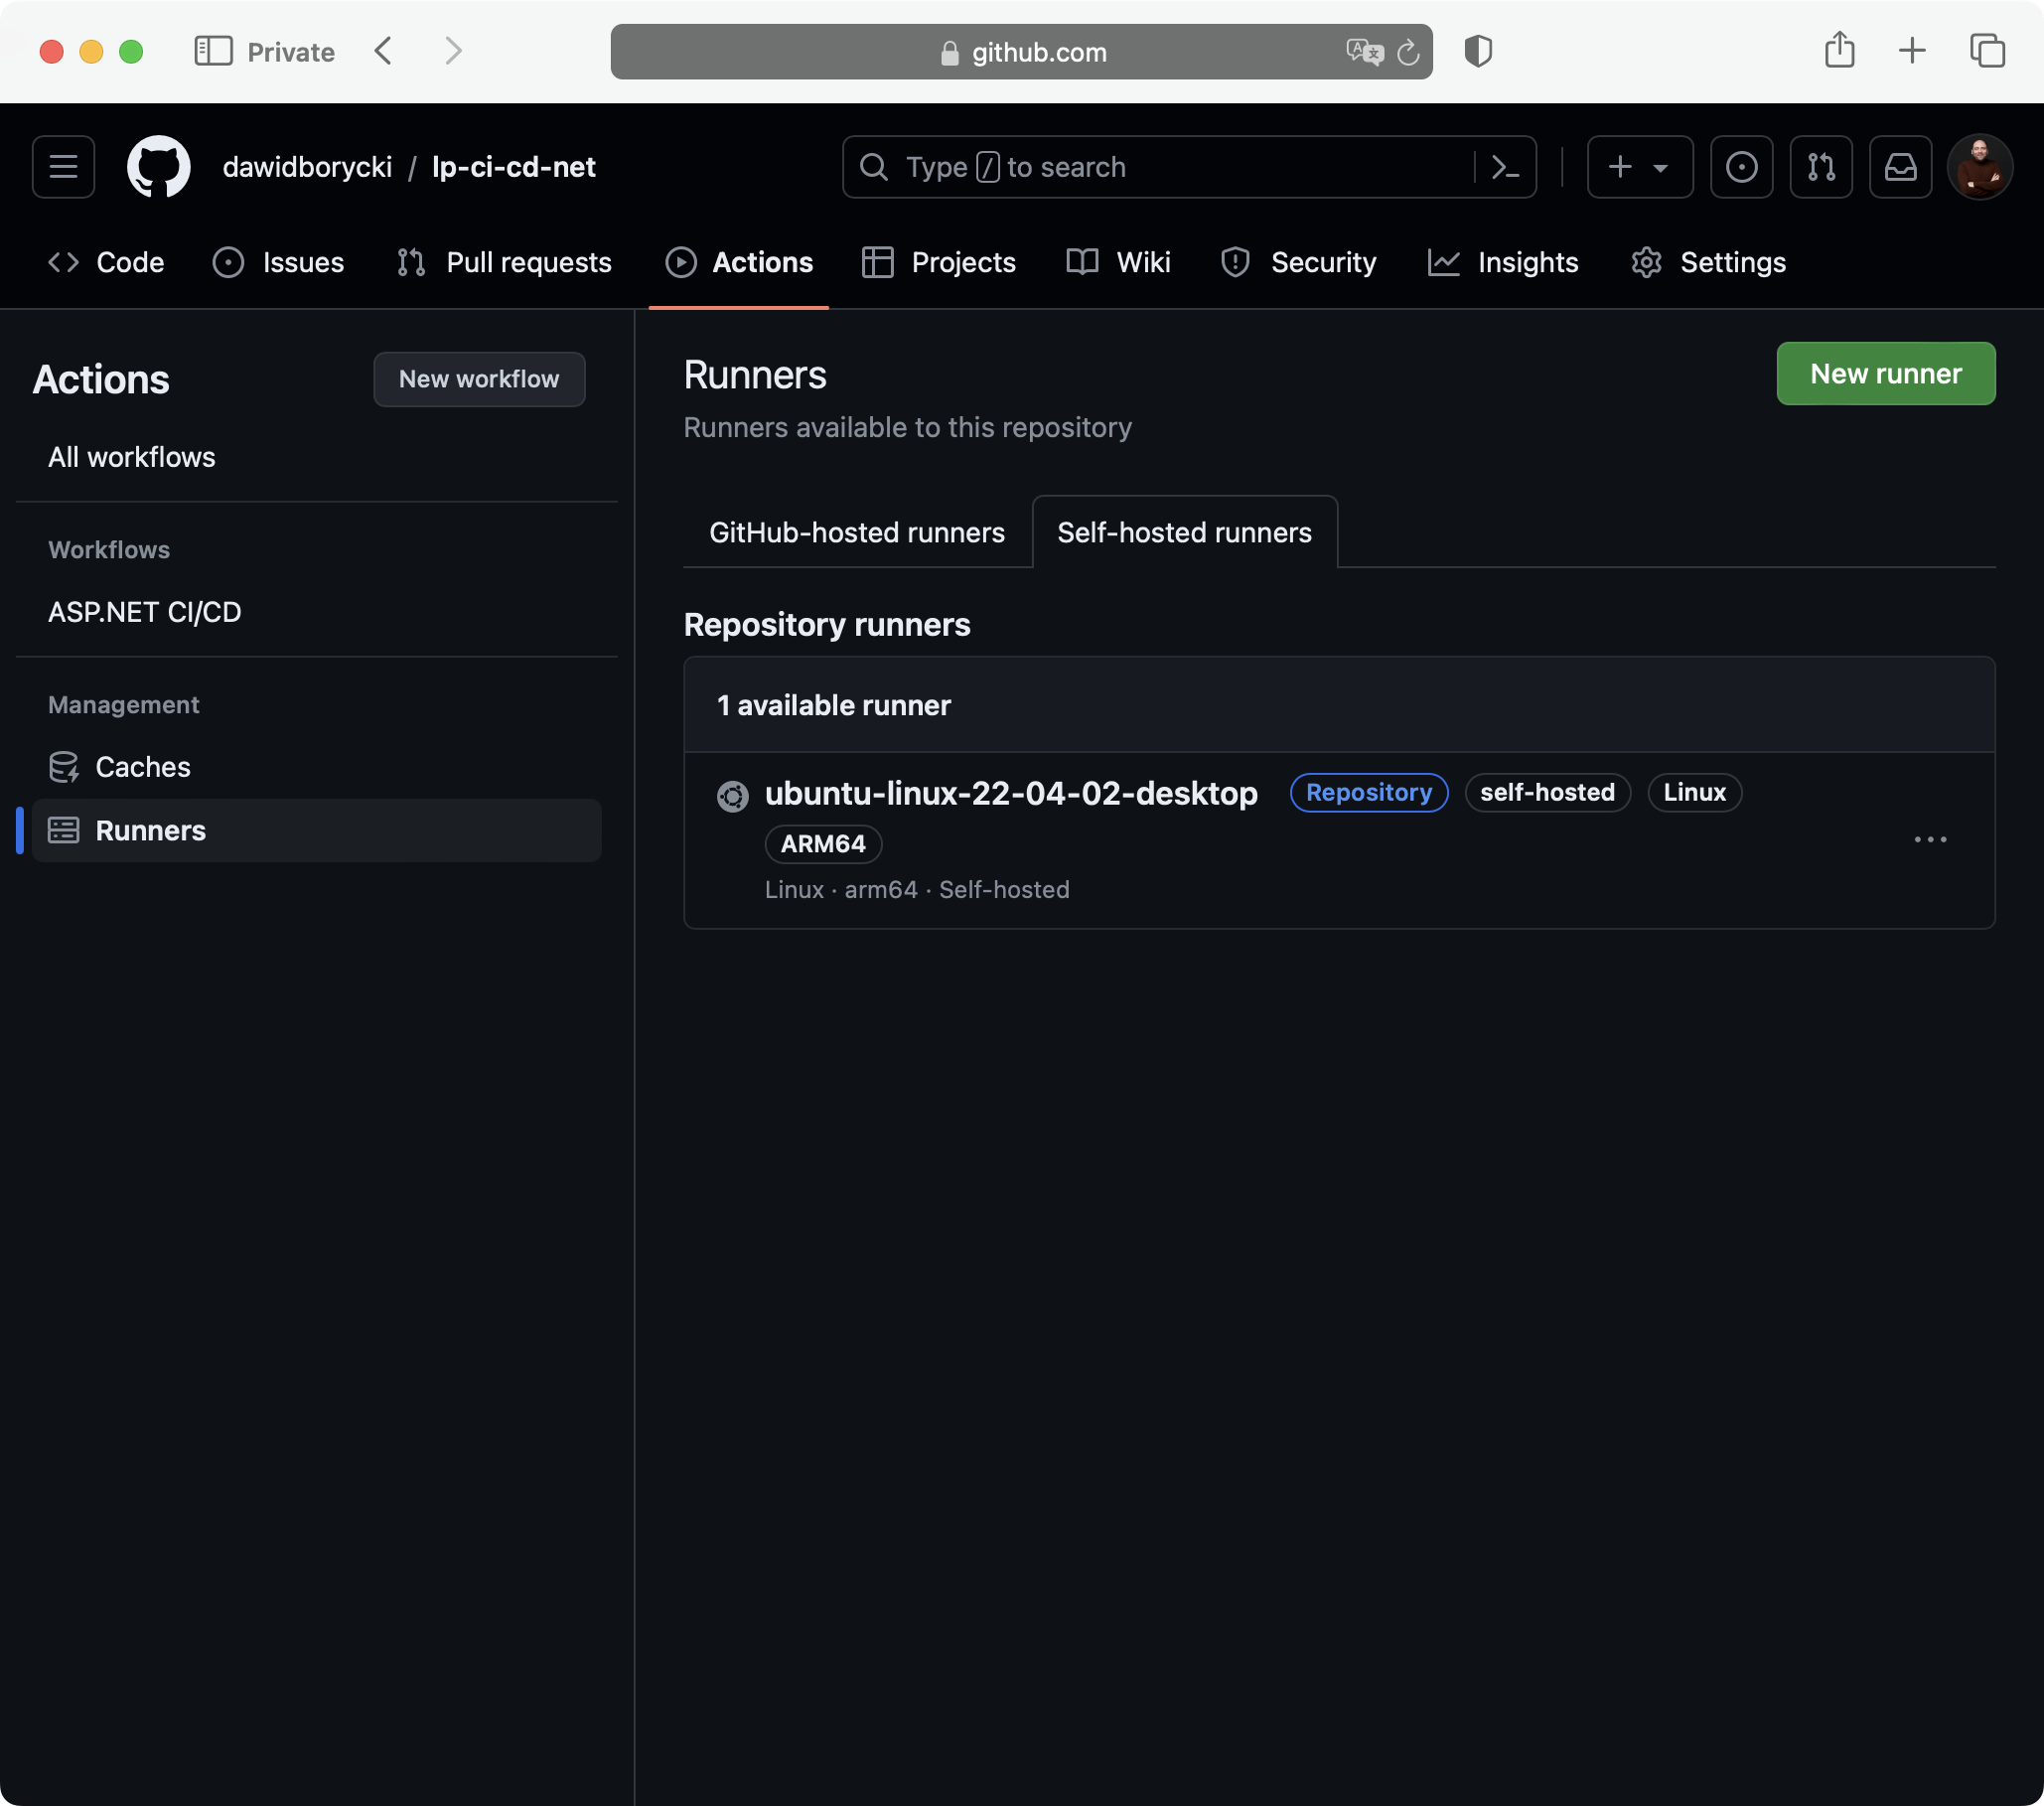 Private
github.com
dawidborycki / lp-ci-cd-net
Type / to search
Code Issues Pull requests Actions Projects Wiki Security Insights Settings
Actions
New workflow
All workflows
Workflows
ASP.NET CI/CD
Management
Caches
Runners
Runners
New runner
Runners available to this repository
GitHub-hosted runners Self-hosted runners
Repository runners
1 available runner
ubuntu-linux-22-04-02-desktop Repository self-hosted Linux
ARM64
Linux · arm64 · Self-hosted